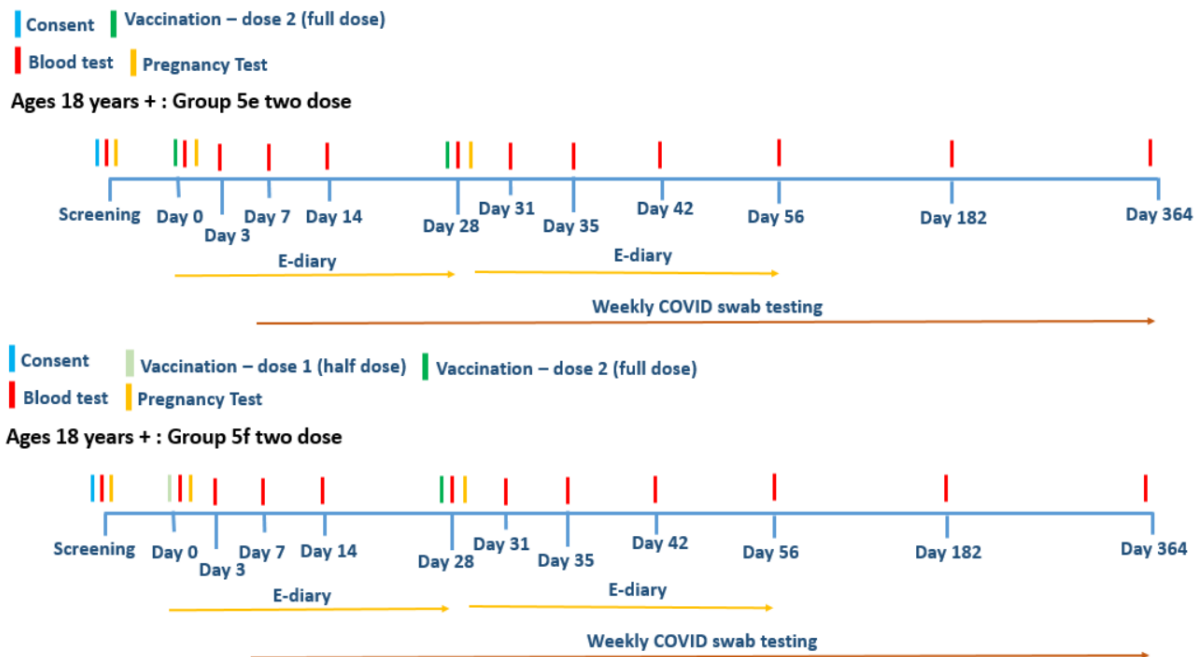 Consent Vaccination – dose 2 (full dose)
Blood test Pregnancy Test
Ages 18 years + : Group 5e two dose
Screening Day 0 Day 3 Day 7 Day 14 Day 28 Day 31 Day 35 Day 42 Day 56 Day 182 Day 364
E-diary E-diary
Weekly COVID swab testing
Consent Vaccination – dose 1 (half dose) Vaccination – dose 2 (full dose)
Blood test Pregnancy Test
Ages 18 years + : Group 5f two dose
Screening Day 0 Day 3 Day 7 Day 14 Day 28 Day 31 Day 35 Day 42 Day 56 Day 182 Day 364
E-diary E-diary
Weekly COVID swab testing